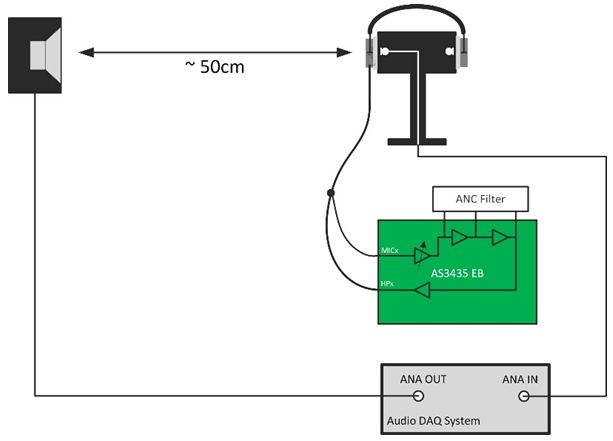 ~ 50cm
ANC Filter
MICx
AS3435 EB
HPx
ANA OUT
ANA IN
Audio DAQ System